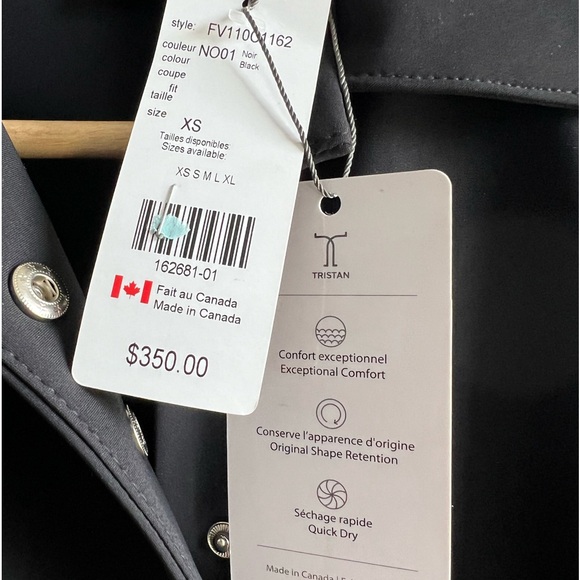 style: FV110O1162
couleur NO01 Noir
colour Black
coupe
fit
taille
size XS
Tailles disponibles:
Sizes available:
XS S M L XL
162681-01
Fait au Canada
Made in Canada
$350.00
TRISTAN
Confort exceptionnel
Exceptional Comfort
Conserve l'apparence d'origine
Original Shape Retention
Séchage rapide
Quick Dry
Made in Canada